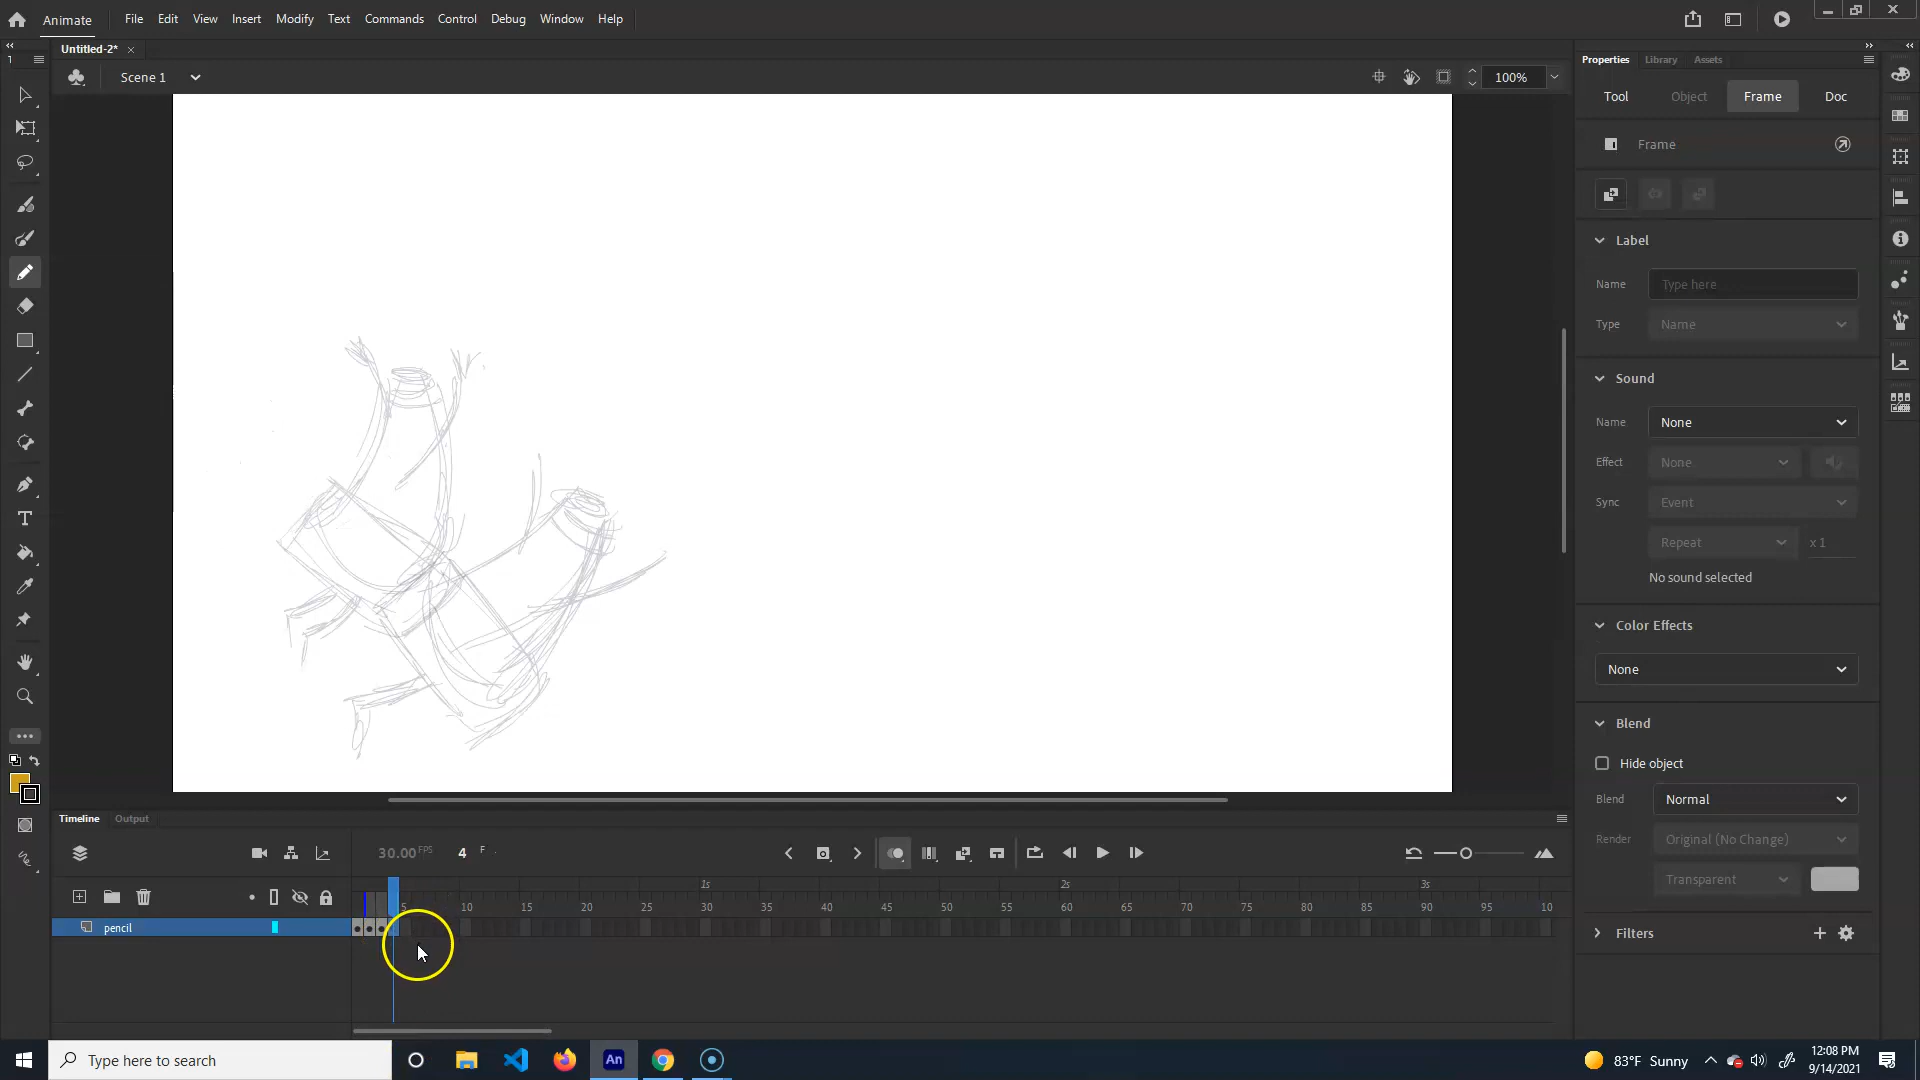 Animate File Edit View Insert Modify Text Commands Control Debug Window Help
Untitled-2*
1
Scene 1
100%
Properties Library Assets
Tool Object Frame Doc
Frame
Label
Name Type here
Type Name
Sound
Name None
Effect None
Sync Event
Repeat x 1
No sound selected
Color Effects
None
Blend
Hide object
Blend Normal
Render Original (No Change)
Transparent
Filters
Timeline Output
30.00 FPS 4 F
1s 2s 3s
5 10 15 20 25 30 35 40 45 50 55 60 65 70 75 80 85 90 95 10
pencil
Type here to search
An
83°F Sunny
12:08 PM
9/14/2021